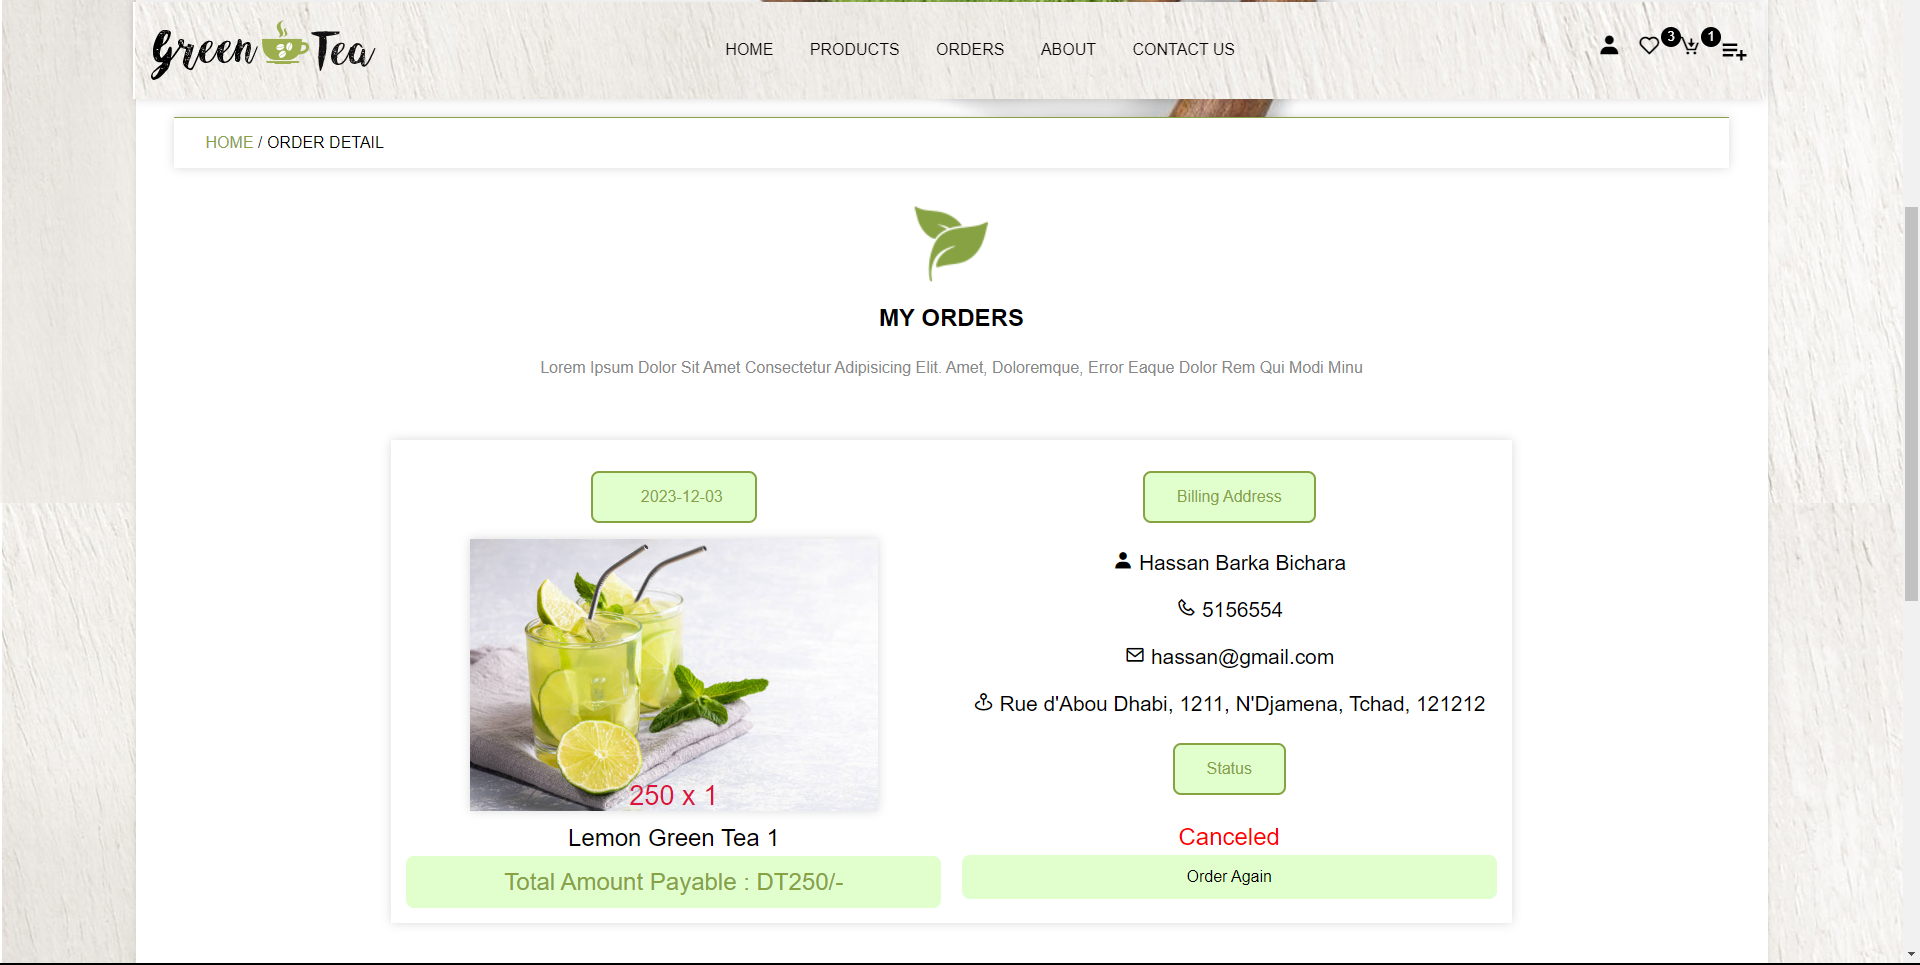 Green Tea
HOME PRODUCTS ORDERS ABOUT CONTACT US
3 1
HOME / ORDER DETAIL
MY ORDERS
Lorem Ipsum Dolor Sit Amet Consectetur Adipisicing Elit. Amet, Doloremque, Error Eaque Dolor Rem Qui Modi Minu
2023-12-03
250 x 1
Lemon Green Tea 1
Total Amount Payable : DT250/-
Billing Address
Hassan Barka Bichara
5156554
hassan@gmail.com
Rue d'Abou Dhabi, 1211, N'Djamena, Tchad, 121212
Status
Canceled
Order Again